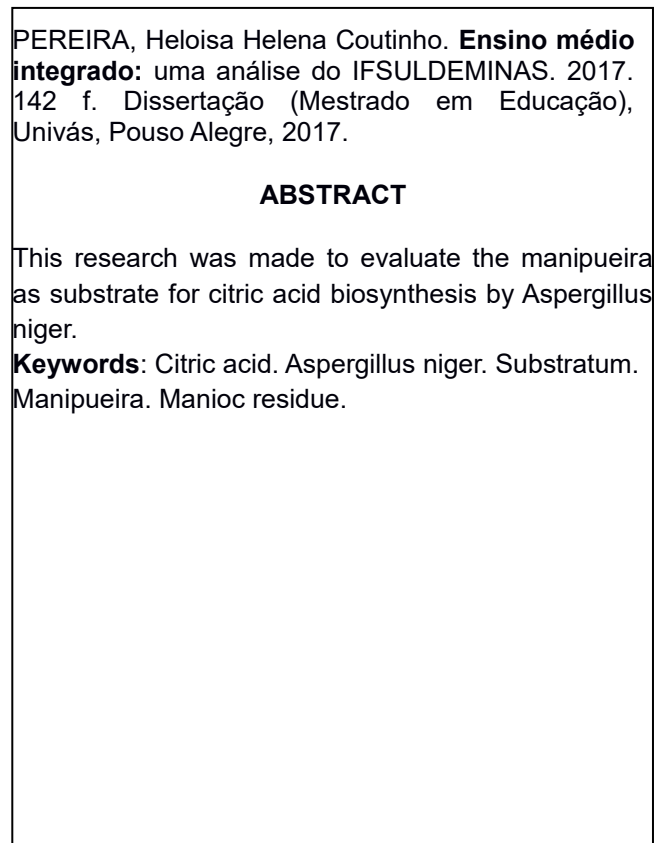 PEREIRA, Heloisa Helena Coutinho. Ensino médio
integrado: uma análise do IFSULDEMINAS. 2017.
142 f. Dissertação (Mestrado em Educação),
Univás, Pouso Alegre, 2017.
ABSTRACT
This research was made to evaluate the manipueira
as substrate for citric acid biosynthesis by Aspergillus
niger.
Keywords: Citric acid. Aspergillus niger. Substratum.
Manipueira. Manioc residue.